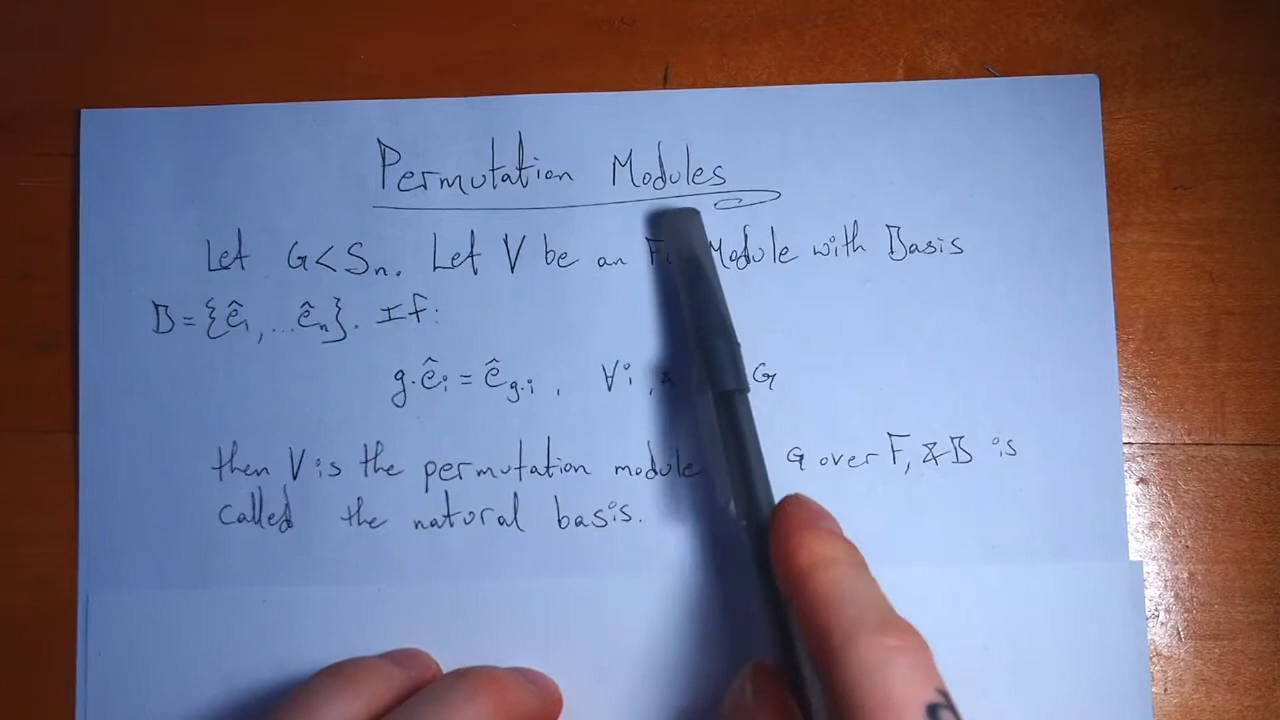 Permutation Modules
Let G<Sₙ. Let V be an Module with Basis
B={ê₁,...êₙ}. If:
g·êᵢ=ê_{g·i}, ∀i, G
then V is the permutation module G over F, & B is
called the natural basis.